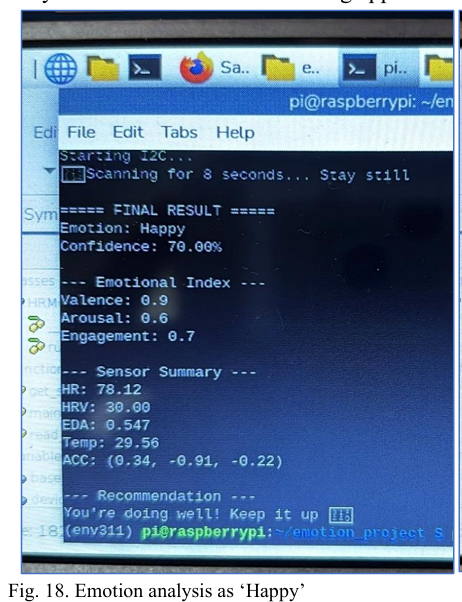 Sa.. e.. pi..
pi@raspberrypi: ~/en
Edi File Edit Tabs Help
Starting I2C...
Scanning for 8 seconds... Stay still
===== FINAL RESULT =====
Sym
Emotion: Happy
Confidence: 70.00%
--- Emotional Index ---
Valence: 0.9
HRM
Arousal: 0.6
Engagement: 0.7
--- Sensor Summary ---
HR: 78.12
HRV: 30.00
EDA: 0.547
Temp: 29.56
ACC: (0.34, -0.91, -0.22)
--- Recommendation ---
You're doing well! Keep it up
(env311) pi@raspberrypi:~/emotion_project $
Fig. 18. Emotion analysis as ‘Happy’